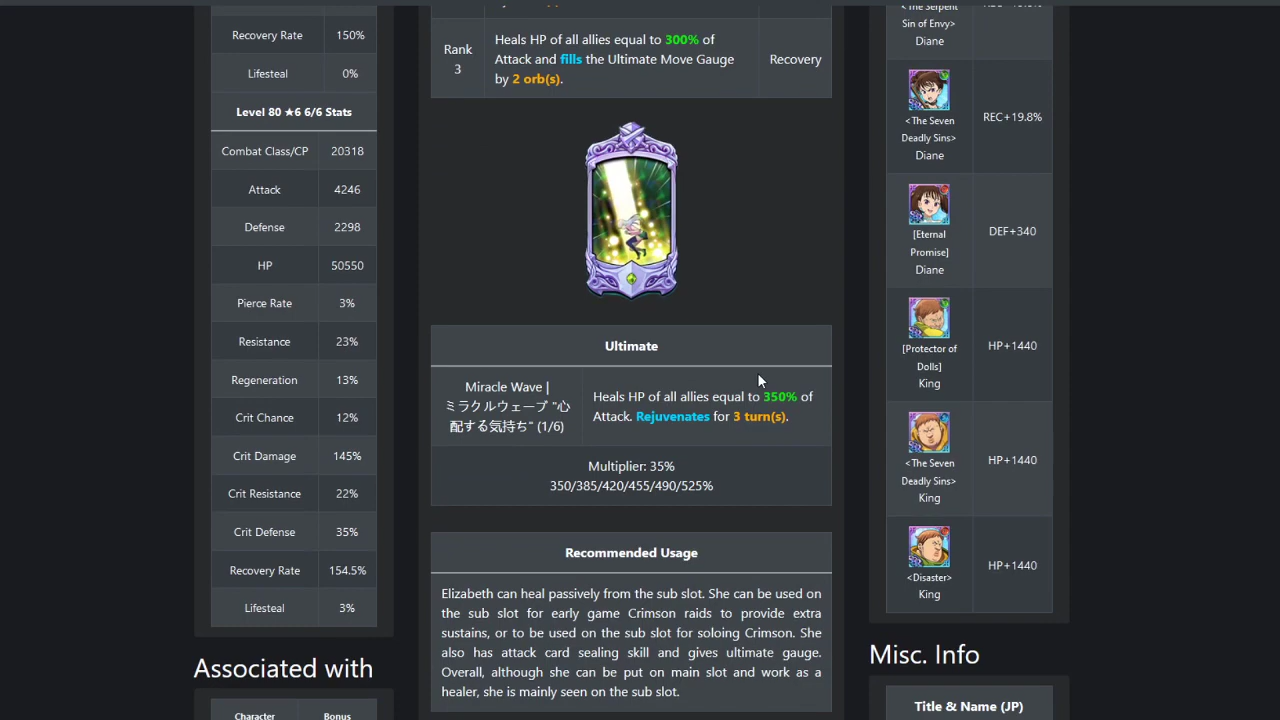 Recovery Rate 150%
Lifesteal 0%
Level 80 ★6 6/6 Stats
Combat Class/CP 20318
Attack 4246
Defense 2298
HP 50550
Pierce Rate 3%
Resistance 23%
Regeneration 13%
Crit Chance 12%
Crit Damage 145%
Crit Resistance 22%
Crit Defense 35%
Recovery Rate 154.5%
Lifesteal 3%
Associated with
Character Bonus
Rank
3
Heals HP of all allies equal to 300% of
Attack and fills the Ultimate Move Gauge
by 2 orb(s).
Recovery
Ultimate
Miracle Wave |
ミラクルウェーブ "心
配する気持ち" (1/6)
Heals HP of all allies equal to 350% of
Attack. Rejuvenates for 3 turn(s).
Multiplier: 35%
350/385/420/455/490/525%
Recommended Usage
Elizabeth can heal passively from the sub slot. She can be used on
the sub slot for early game Crimson raids to provide extra
sustains, or to be used on the sub slot for soloing Crimson. She
also has attack card sealing skill and gives ultimate gauge.
Overall, although she can be put on main slot and work as a
healer, she is mainly seen on the sub slot.
Sin of Envy>
Diane
<The Seven
Deadly Sins>
Diane
REC+19.8%
[Eternal
Promise]
Diane
DEF+340
[Protector of
Dolls]
King
HP+1440
<The Seven
Deadly Sins>
King
HP+1440
<Disaster>
King
HP+1440
Misc. Info
Title & Name (JP)